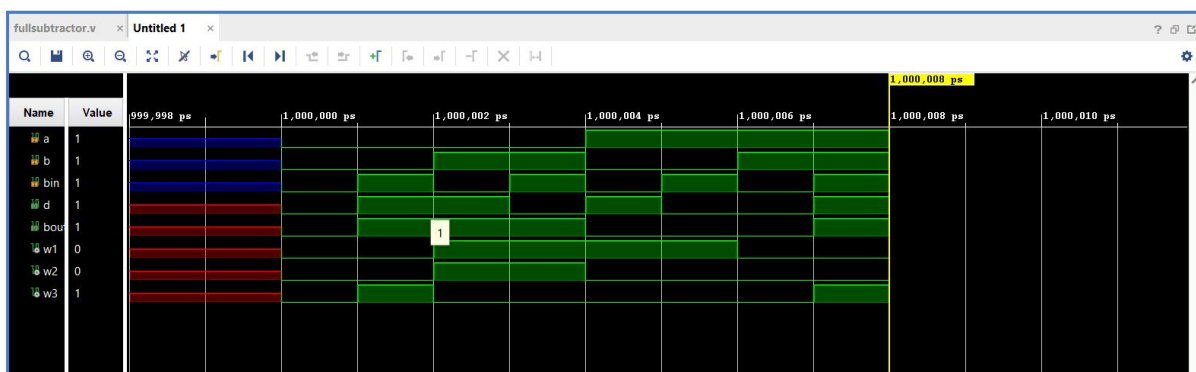 fullsubtractor.v × Untitled 1 × ?
1,000,008 ps
Name Value 999,998 ps 1,000,000 ps 1,000,002 ps 1,000,004 ps 1,000,006 ps 1,000,008 ps 1,000,010 ps
a 1
b 1
bin 1
d 1
bout 1
1
w1 0
w2 0
w3 1